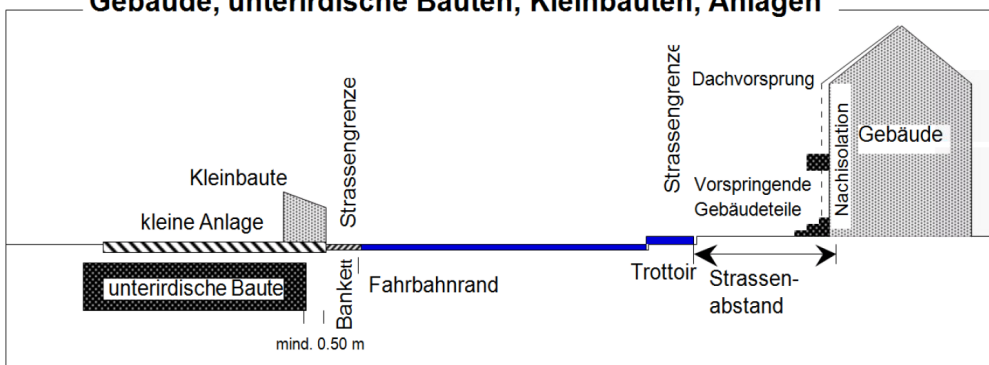 Gebäude, unterirdische Bauten, Kleinbauten, Anlagen
Strassengrenze
Strassengrenze
Dachvorsprung
Nachisolation
Gebäude
Kleinbaute
kleine Anlage
Vorspringende
Gebäudeteile
unterirdische Baute
Bankett
Fahrbahnrand
Trottoir
Strassen-
abstand
mind. 0.50 m